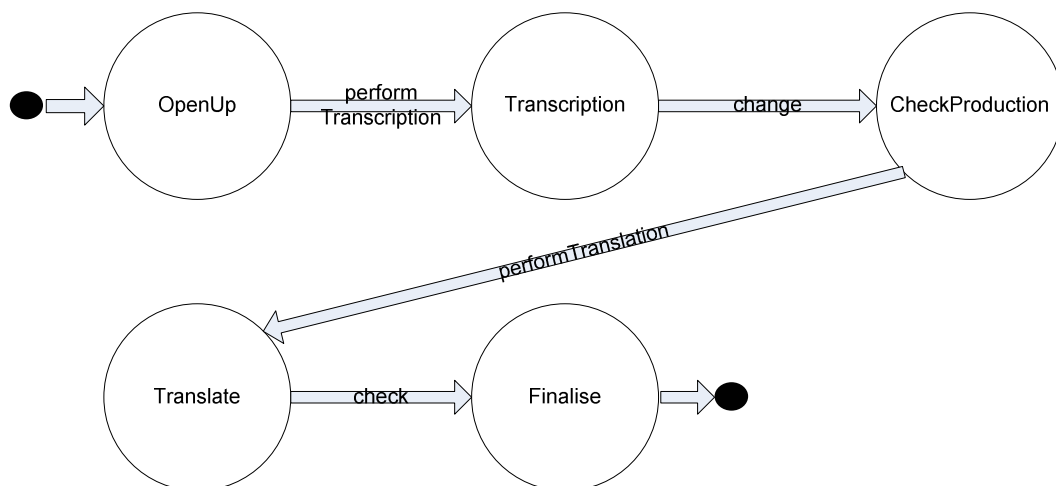 OpenUp
perform
Transcription
Transcription
change
CheckProduction
performTranslation
Translate
check
Finalise